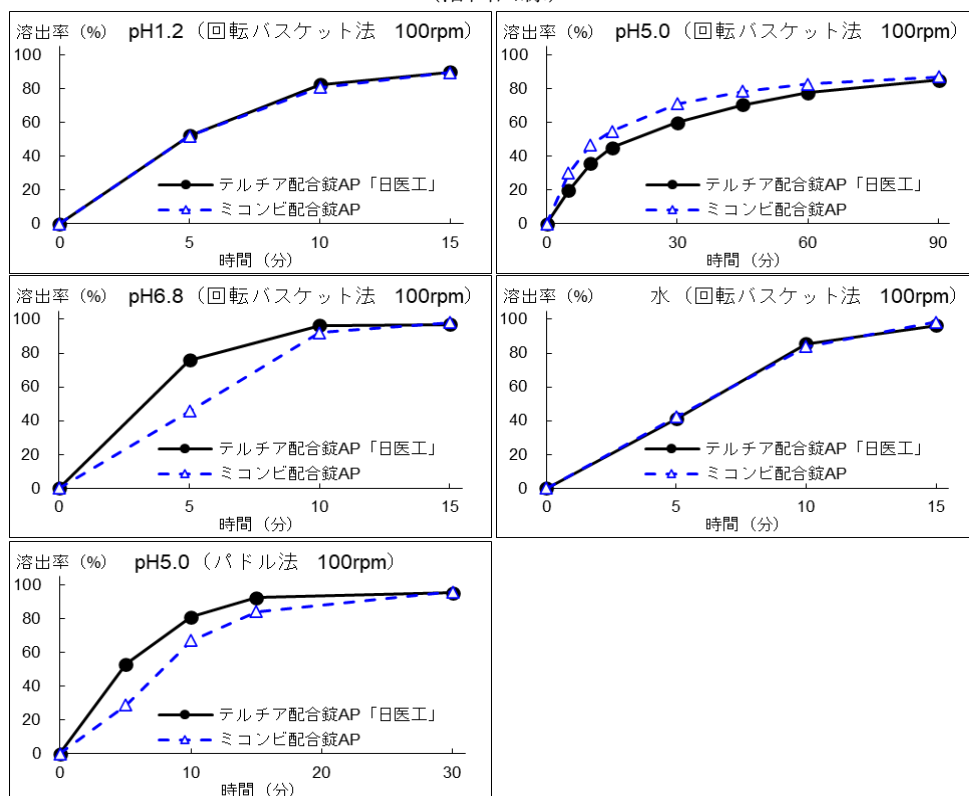 溶出率 (%) pH1.2（回転バスケット法 100rpm）
100
80
60
40
20
0
テルチア配合錠AP「日医工」
ミコンビ配合錠AP
0 5 10 15
時間（分）
溶出率 (%) pH5.0（回転バスケット法 100rpm）
100
80
60
40
20
0
テルチア配合錠AP「日医工」
ミコンビ配合錠AP
0 30 60 90
時間（分）
溶出率 (%) pH6.8（回転バスケット法 100rpm）
100
80
60
40
20
0
テルチア配合錠AP「日医工」
ミコンビ配合錠AP
0 5 10 15
時間（分）
溶出率 (%) 水（回転バスケット法 100rpm）
100
80
60
40
20
0
テルチア配合錠AP「日医工」
ミコンビ配合錠AP
0 5 10 15
時間（分）
溶出率 (%) pH5.0（パドル法 100rpm）
100
80
60
40
20
0
テルチア配合錠AP「日医工」
ミコンビ配合錠AP
0 10 20 30
時間（分）